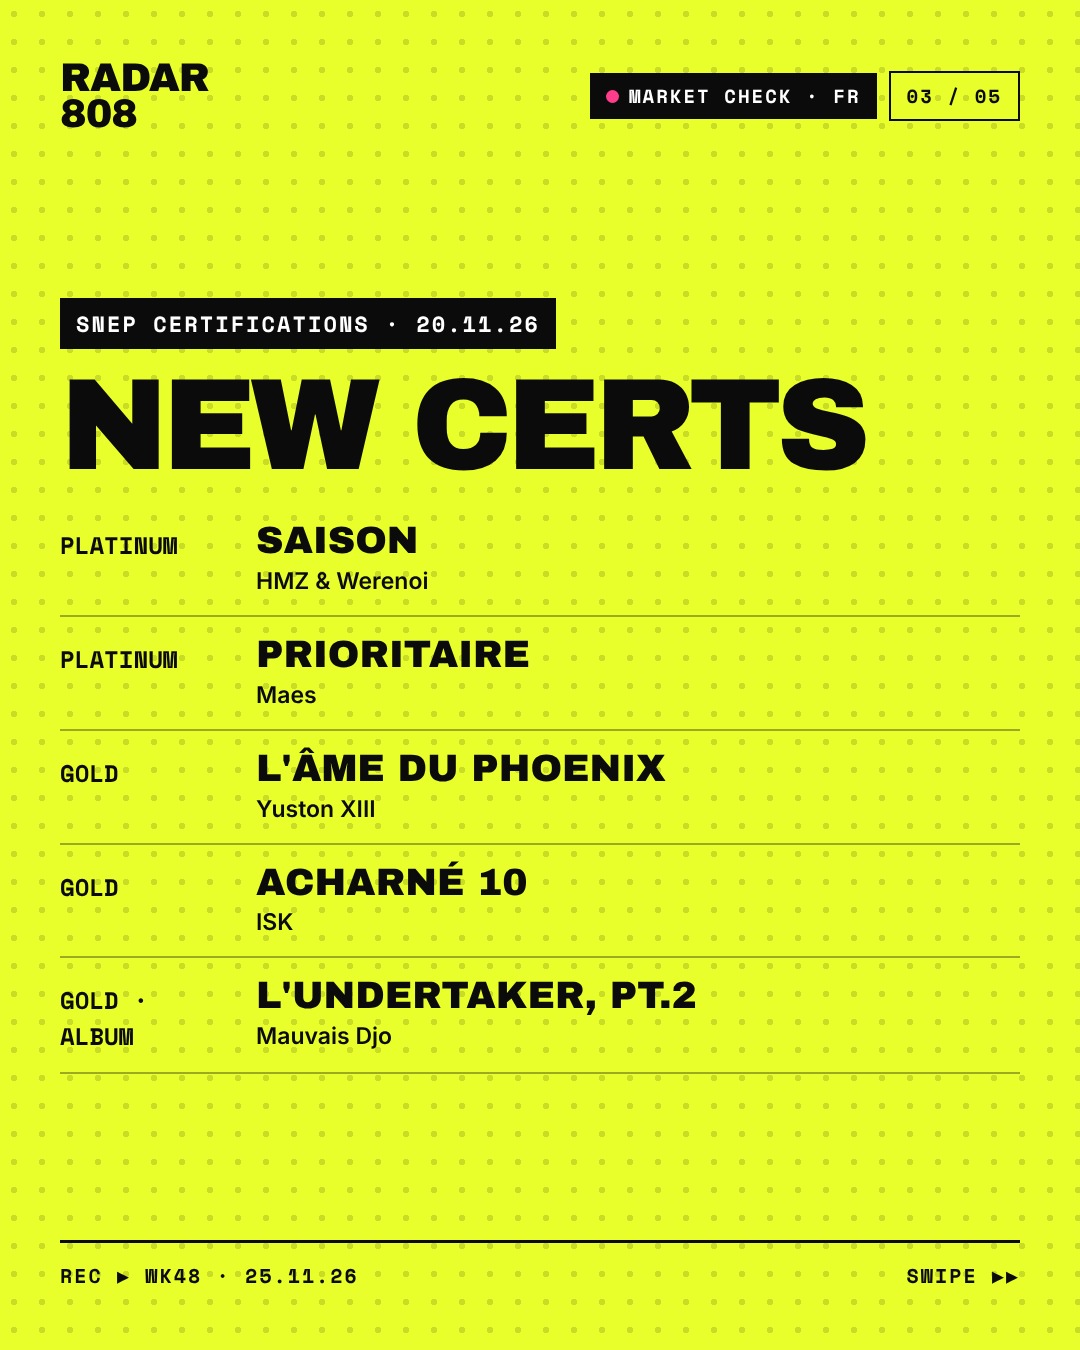 RADAR
808
MARKET CHECK · FR
03 / 05
SNEP CERTIFICATIONS · 20.11.26
NEW CERTS
PLATINUM
SAISON
HMZ & Werenoi
PLATINUM
PRIORITAIRE
Maes
GOLD
L'ÂME DU PHOENIX
Yuston XIII
GOLD
ACHARNÉ 10
ISK
GOLD ·
ALBUM
L'UNDERTAKER, PT.2
Mauvais Djo
REC ▶ WK48 · 25.11.26
SWIPE ▶▶